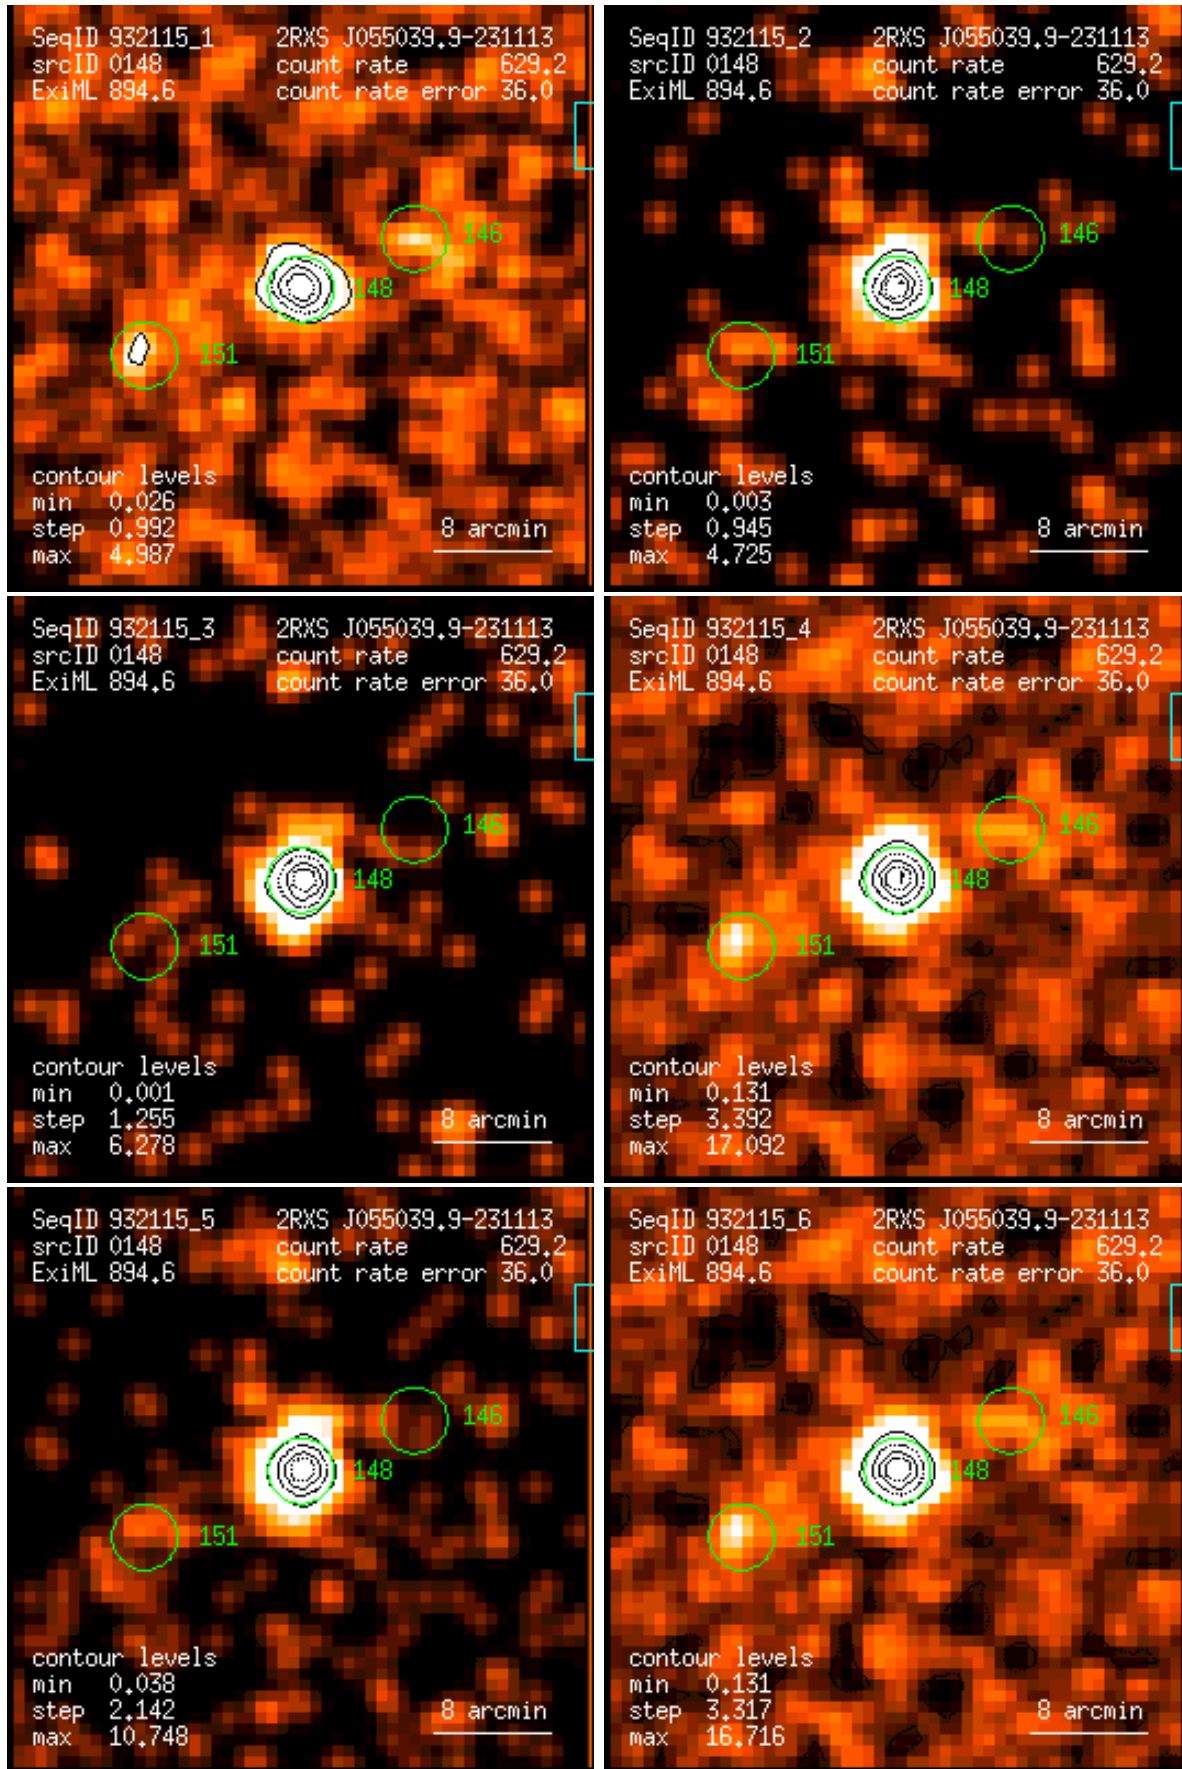 SeqID 932115_1 2RXS J055039.9-231113
srcID 0148 count rate 629.2
ExiML 894.6 count rate error 36.0
146
148
151
contour levels
min 0.026
step 0.992 8 arcmin
max 4.987
SeqID 932115_2 2RXS J055039.9-231113
srcID 0148 count rate 629.2
ExiML 894.6 count rate error 36.0
146
148
151
contour levels
min 0.003
step 0.945 8 arcmin
max 4.725
SeqID 932115_3 2RXS J055039.9-231113
srcID 0148 count rate 629.2
ExiML 894.6 count rate error 36.0
146
148
151
contour levels
min 0.001
step 1.255 8 arcmin
max 6.278
SeqID 932115_4 2RXS J055039.9-231113
srcID 0148 count rate 629.2
ExiML 894.6 count rate error 36.0
146
148
151
contour levels
min 0.131
step 3.392 8 arcmin
max 17.092
SeqID 932115_5 2RXS J055039.9-231113
srcID 0148 count rate 629.2
ExiML 894.6 count rate error 36.0
146
148
151
contour levels
min 0.038
step 2.142 8 arcmin
max 10.748
SeqID 932115_6 2RXS J055039.9-231113
srcID 0148 count rate 629.2
ExiML 894.6 count rate error 36.0
146
148
151
contour levels
min 0.131
step 3.317 8 arcmin
max 16.716